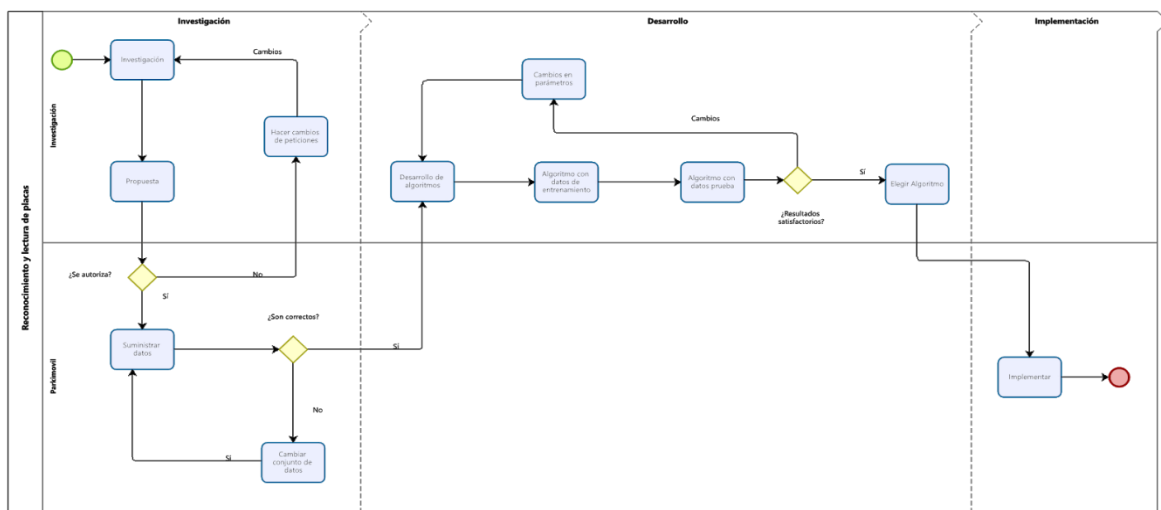 Investigación
Desarrollo
Implementación
Reconocimiento y lectura de placas
Investigación
Investigación
Cambios
Hacer cambios
de peticiones
Propuesta
Cambios en
parámetros
Cambios
Desarrollo de
algoritmos
Algoritmo con
datos de
entrenamiento
Algoritmo con
datos prueba
Sí
Elegir Algoritmo
¿Resultados
satisfactorios?
Parkimovil
¿Se autoriza?
No
Sí
¿Son correctos?
Suministrar
datos
Sí
No
Cambiar
conjunto de
datos
Sí
Implementar